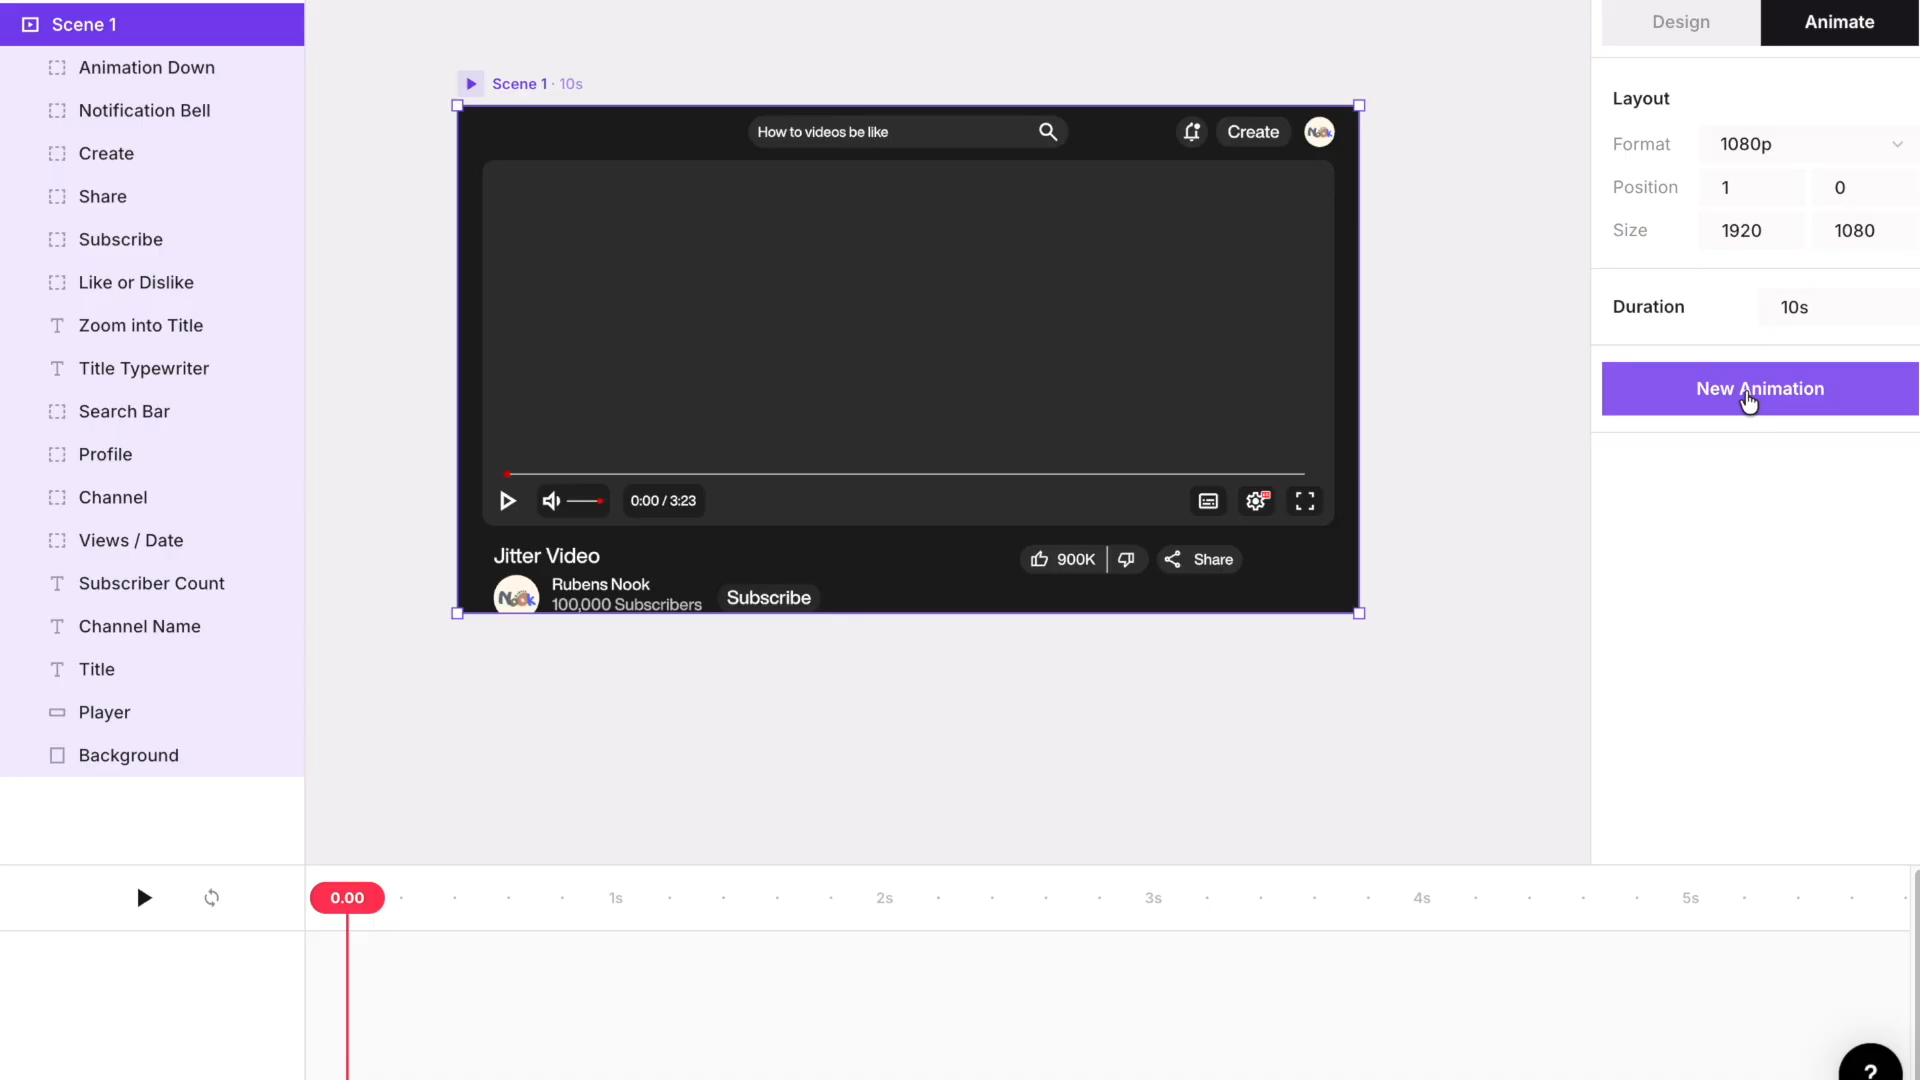 Scene 1
Animation Down
Notification Bell
Create
Share
Subscribe
Like or Dislike
Zoom into Title
Title Typewriter
Search Bar
Profile
Channel
Views / Date
Subscriber Count
Channel Name
Title
Player
Background
Scene 1 · 10s
How to videos be like
Create
Nook
0:00 / 3:23
Jitter Video
900K
Share
Nook
Rubens Nook
100,000 Subscribers
Subscribe
Design
Animate
Layout
Format
1080p
Position
1
0
Size
1920
1080
Duration
10s
New Animation
0.00
1s
2s
3s
4s
5s
?